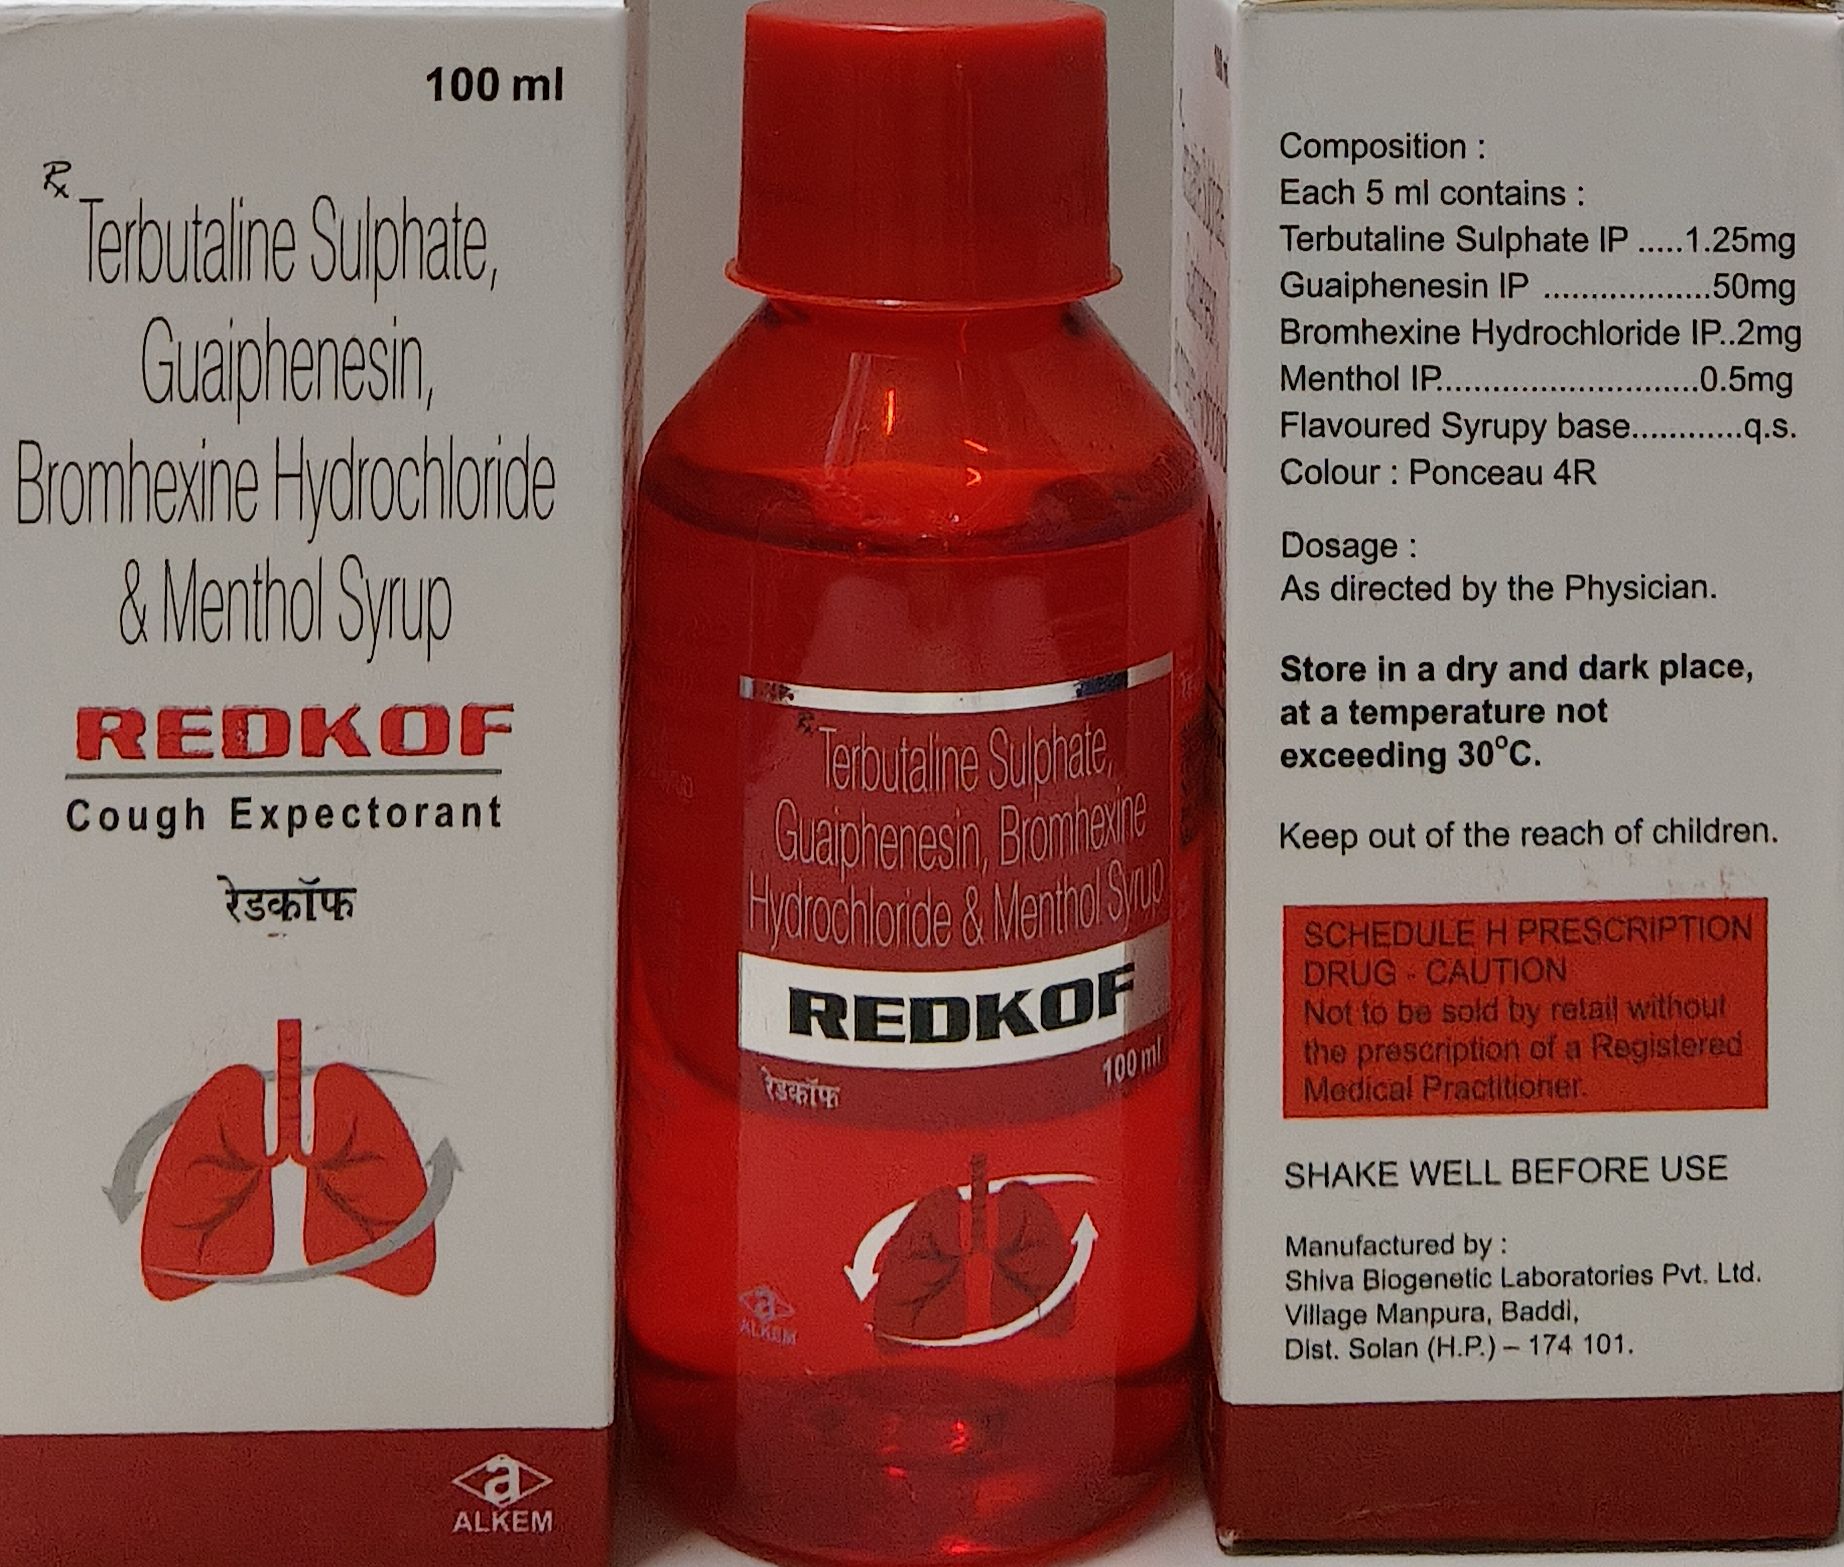 100 ml
Rx
Terbutaline Sulphate,
Guaiphenesin,
Bromhexine Hydrochloride
& Menthol Syrup
REDKOF
Cough Expectorant
रेडकॉफ
a
ALKEM
Rx
Terbutaline Sulphate,
Guaiphenesin, Bromhexine
Hydrochloride & Menthol Syrup
REDKOF
रेडकॉफ
100 ml
a
ALKEM
Composition :
Each 5 ml contains :
Terbutaline Sulphate IP .....1.25mg
Guaiphenesin IP ..................50mg
Bromhexine Hydrochloride IP..2mg
Menthol IP............................0.5mg
Flavoured Syrupy base............q.s.
Colour : Ponceau 4R
Dosage :
As directed by the Physician.
Store in a dry and dark place,
at a temperature not
exceeding 30°C.
Keep out of the reach of children.
SCHEDULE H PRESCRIPTION
DRUG - CAUTION
Not to be sold by retail without
the prescription of a Registered
Medical Practitioner.
SHAKE WELL BEFORE USE
Manufactured by :
Shiva Biogenetic Laboratories Pvt. Ltd.
Village Manpura, Baddi,
Dist. Solan (H.P.) – 174 101.